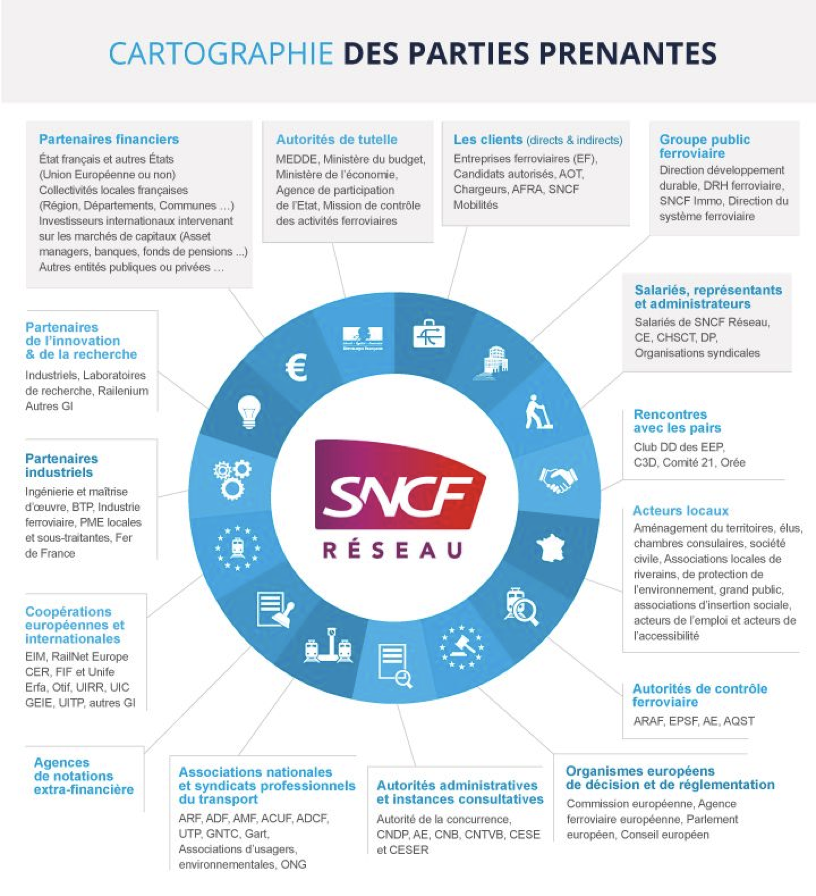 CARTOGRAPHIE DES PARTIES PRENANTES
Partenaires financiers
État français et autres États
(Union Européenne ou non)
Collectivités locales françaises
(Région, Départements, Communes ...)
Investisseurs internationaux intervenant
sur les marchés de capitaux (Asset
managers, banques, fonds de pensions ...)
Autres entités publiques ou privées ...
Autorités de tutelle
MEDDE, Ministère du budget,
Ministère de l'économie,
Agence de participation
de l'Etat, Mission de contrôle
des activités ferroviaires
Les clients (directs & indirects)
Entreprises ferroviaires (EF),
Candidats autorisés, AOT,
Chargeurs, AFRA, SNCF
Mobilités
Groupe public
ferroviaire
Direction développement
durable, DRH ferroviaire,
SNCF Immo, Direction du
système ferroviaire
Salariés, représentants
et administrateurs
Salariés de SNCF Réseau,
CE, CHSCT, DP,
Organisations syndicales
Rencontres
avec les pairs
Club DD des EEP,
C3D, Comité 21, Orée
Acteurs locaux
Aménagement du territoires, élus,
chambres consulaires, société
civile, Associations locales de
riverains, de protection de
l'environnement, grand public,
associations d'insertion sociale,
acteurs de l'emploi et acteurs de
l'accessibilité
Autorités de contrôle
ferroviaire
ARAF, EPSF, AE, AQST
Organismes européens
de décision et de réglementation
Commission européenne, Agence
ferroviaire européenne, Parlement
européen, Conseil européen
Autorités administratives
et instances consultatives
Autorité de la concurrence,
CNDP, AE, CNB, CNTVB, CESE
et CESER
Associations nationales
et syndicats professionnels
du transport
ARF, ADF, AMF, ACUF, ADCF,
UTP, GNTC, Gart,
Associations d'usagers,
environnementales, ONG
Agences
de notations
extra-financière
Coopérations
européennes et
internationales
EIM, RailNet Europe
CER, FIF et Unife
Erfa, Otif, UIRR, UIC
GEIE, UITP, autres GI
Partenaires
industriels
Ingénierie et maîtrise
d'œuvre, BTP, Industrie
ferroviaire, PME locales
et sous-traitantes, Fer
de France
Partenaires
de l'innovation
& de la recherche
Industriels, Laboratoires
de recherche, Railenium
Autres GI
€
SNCF
RÉSEAU